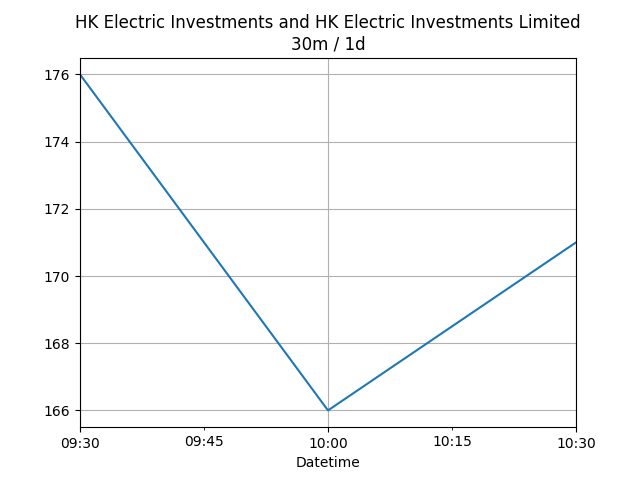 HK Electric Investments and HK Electric Investments Limited
30m / 1d
176
174
172
170
168
166
09:30 09:45 10:00 10:15 10:30
Datetime